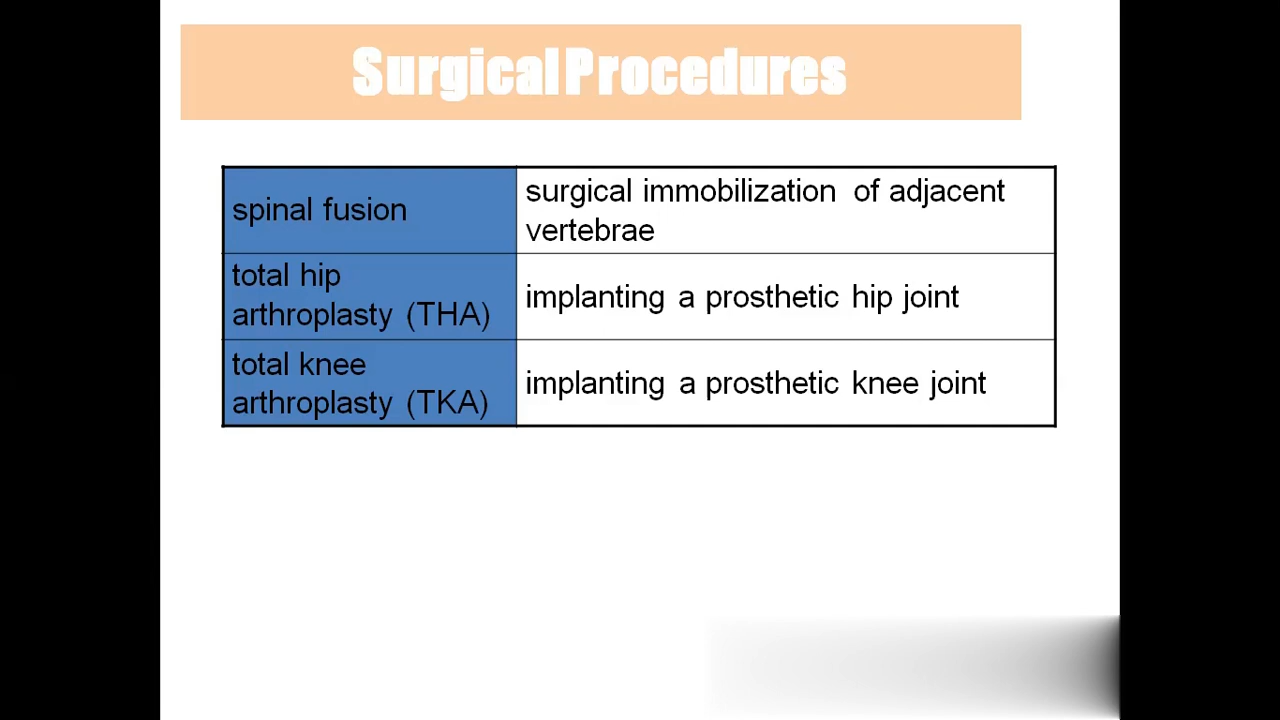 Surgical Procedures
spinal fusion
surgical immobilization of adjacent
vertebrae
total hip
arthroplasty (THA)
implanting a prosthetic hip joint
total knee
arthroplasty (TKA)
implanting a prosthetic knee joint